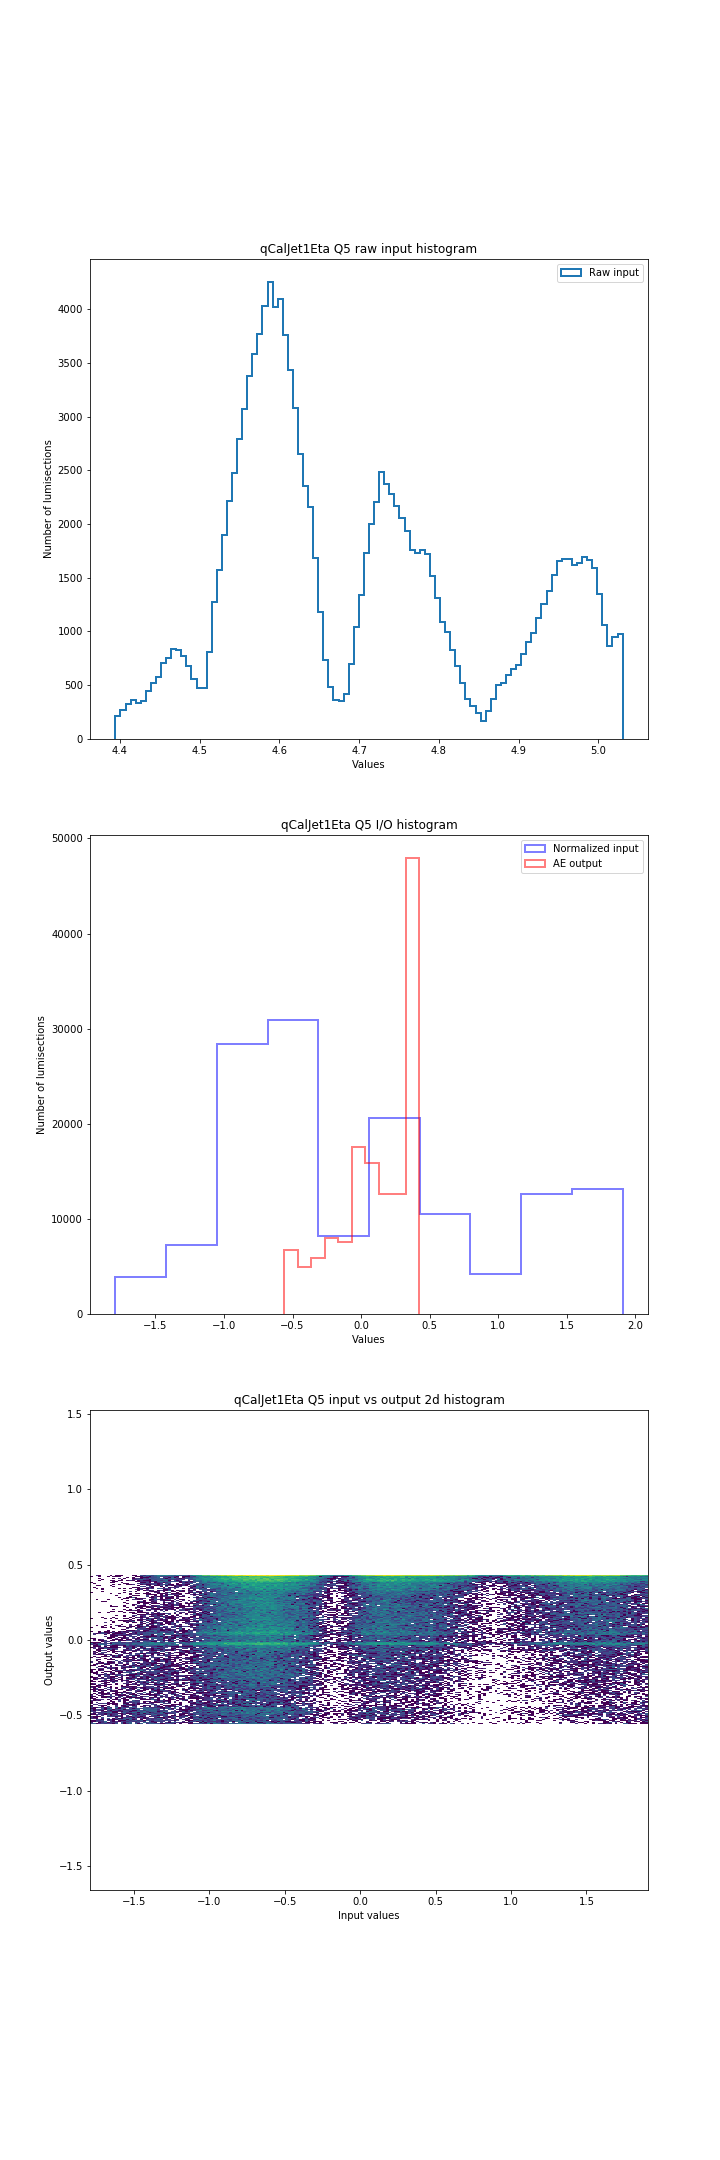 qCalJet1Eta Q5 raw input histogram
Raw input
4000
3500
3000
2500
2000
1500
1000
500
0
Number of lumisections
4.4 4.5 4.6 4.7 4.8 4.9 5.0
Values
qCalJet1Eta Q5 I/O histogram
Normalized input
AE output
50000
40000
30000
20000
10000
0
Number of lumisections
−1.5 −1.0 −0.5 0.0 0.5 1.0 1.5 2.0
Values
qCalJet1Eta Q5 input vs output 2d histogram
1.5
1.0
0.5
0.0
−0.5
−1.0
−1.5
Output values
−1.5 −1.0 −0.5 0.0 0.5 1.0 1.5
Input values